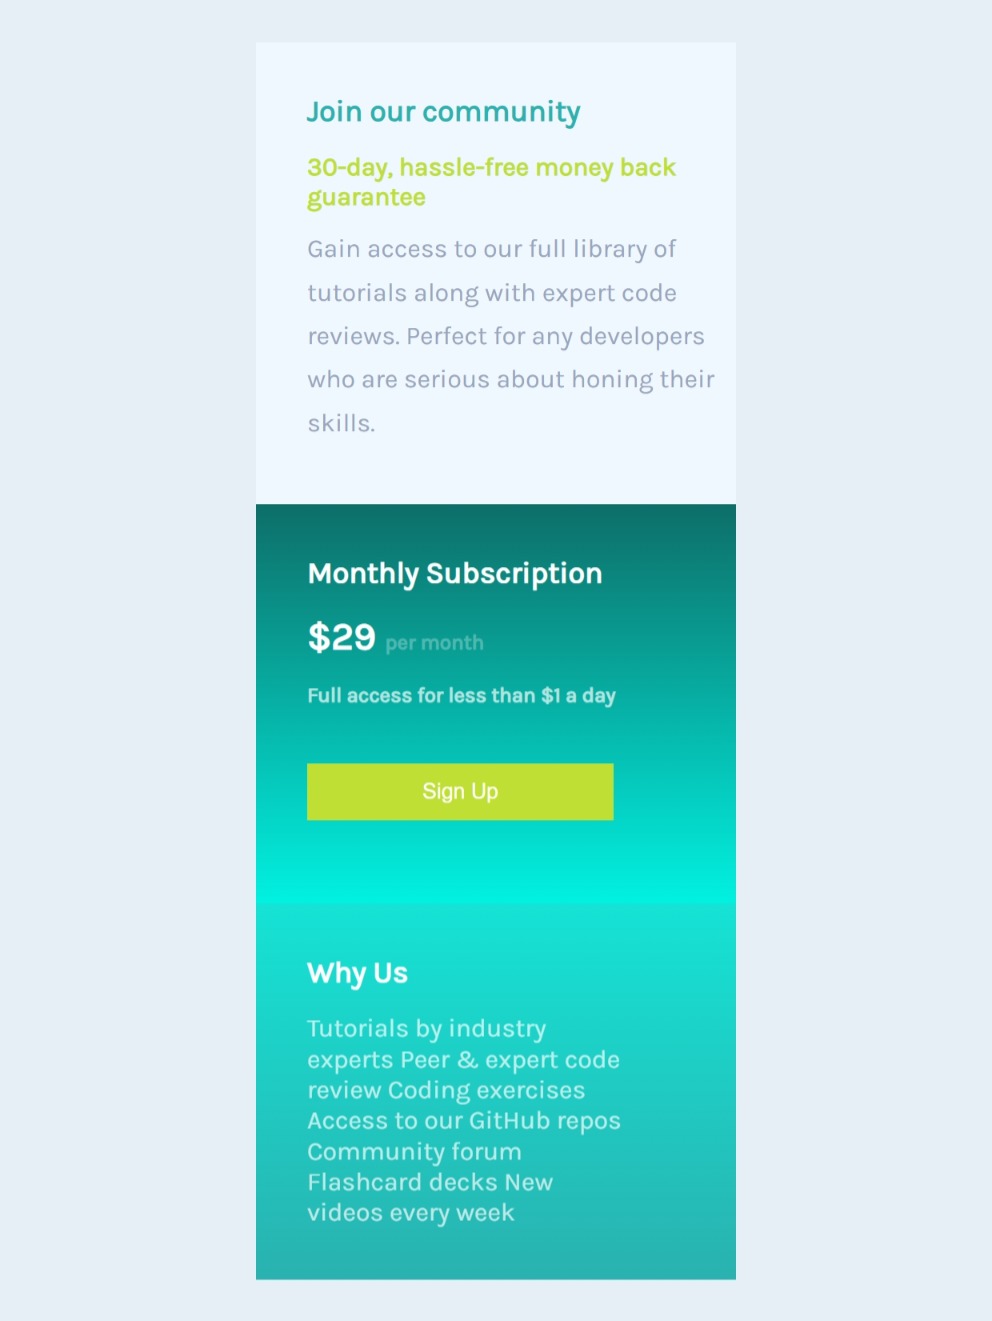 Join our community
30-day, hassle-free money back
guarantee
Gain access to our full library of
tutorials along with expert code
reviews. Perfect for any developers
who are serious about honing their
skills.
Monthly Subscription
$29 per month
Full access for less than $1 a day
Sign Up
Why Us
Tutorials by industry
experts Peer & expert code
review Coding exercises
Access to our GitHub repos
Community forum
Flashcard decks New
videos every week